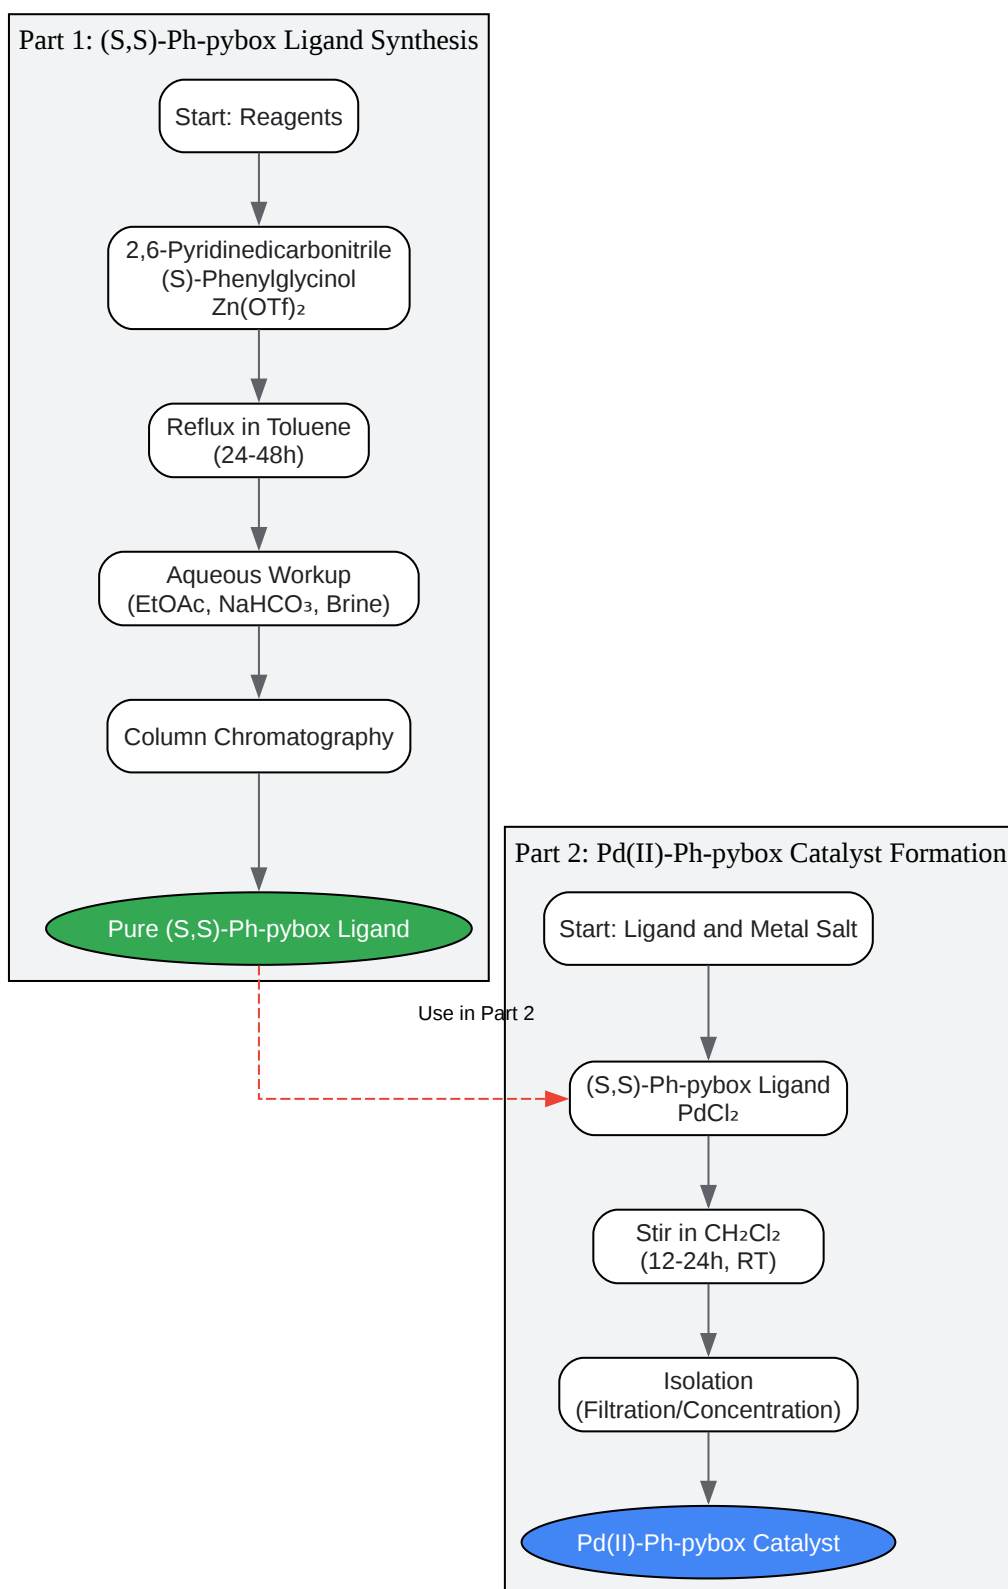 Part 1: (S,S)-Ph-pybox Ligand Synthesis
Start: Reagents
2,6-Pyridinedicarbonitrile
(S)-Phenylglycinol
Zn(OTf)₂
Reflux in Toluene
(24-48h)
Aqueous Workup
(EtOAc, NaHCO₃, Brine)
Column Chromatography
Pure (S,S)-Ph-pybox Ligand
Use in Part 2
Part 2: Pd(II)-Ph-pybox Catalyst Formation
Start: Ligand and Metal Salt
(S,S)-Ph-pybox Ligand
PdCl₂
Stir in CH₂Cl₂
(12-24h, RT)
Isolation
(Filtration/Concentration)
Pd(II)-Ph-pybox Catalyst